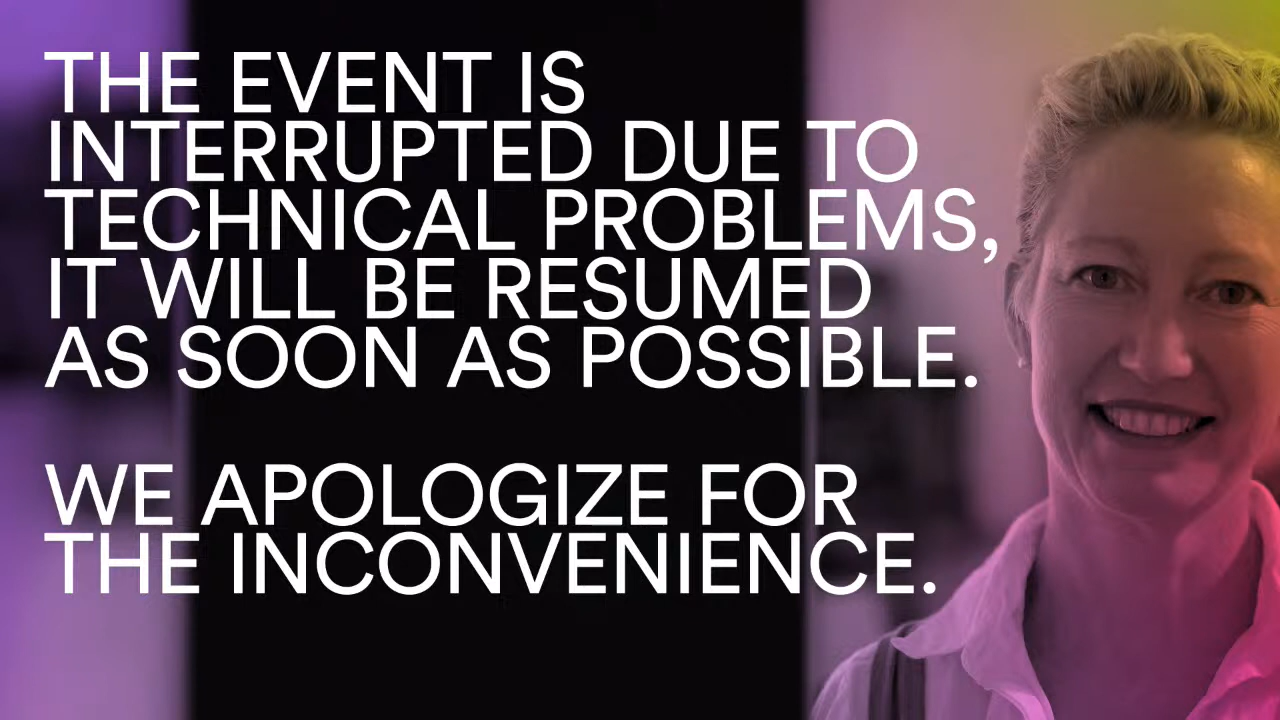 THE EVENT IS
INTERRUPTED DUE TO
TECHNICAL PROBLEMS,
IT WILL BE RESUMED
AS SOON AS POSSIBLE.
WE APOLOGIZE FOR
THE INCONVENIENCE.